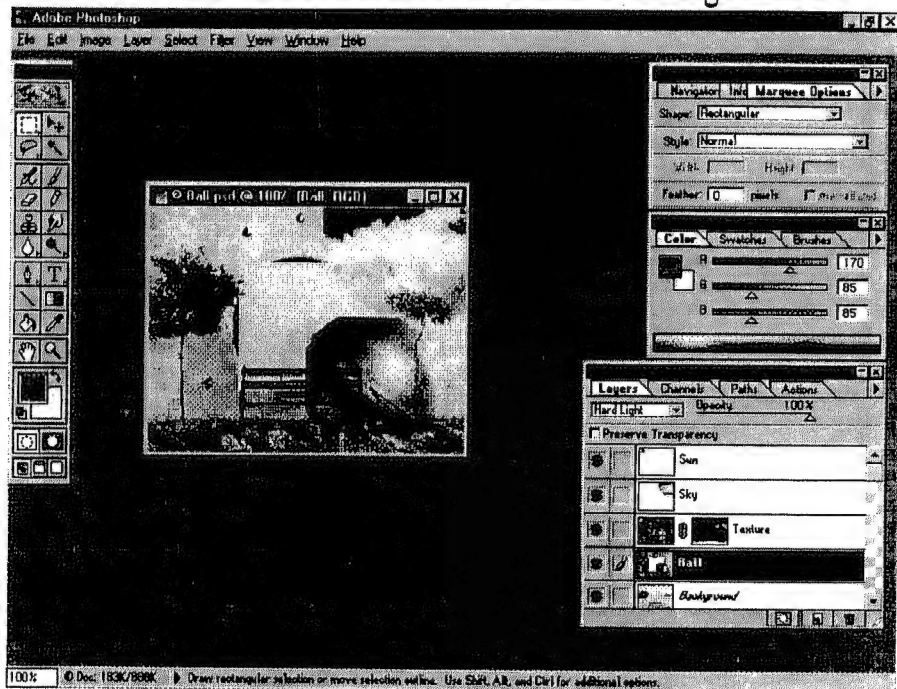 Adobe Photoshop
File Edit Image Layer Select Filter View Window Help
Navigator Info Marquee Options
Shape: Rectangular
Style: Normal
Width: Height:
Feather: 0 pixels
Ball.psd @ 100% (Ball, RGB)
Color Swatches Brushes
R 170
G 85
B 85
Layers Channels Paths Actions
Hard Light Opacity: 100%
Preserve Transparency
Sun
Sky
Texture
Ball
Background
100% Doc: 183K/808K Draw rectangular selection or move selection outline. Use Shift, Alt, and Ctrl for additional options.